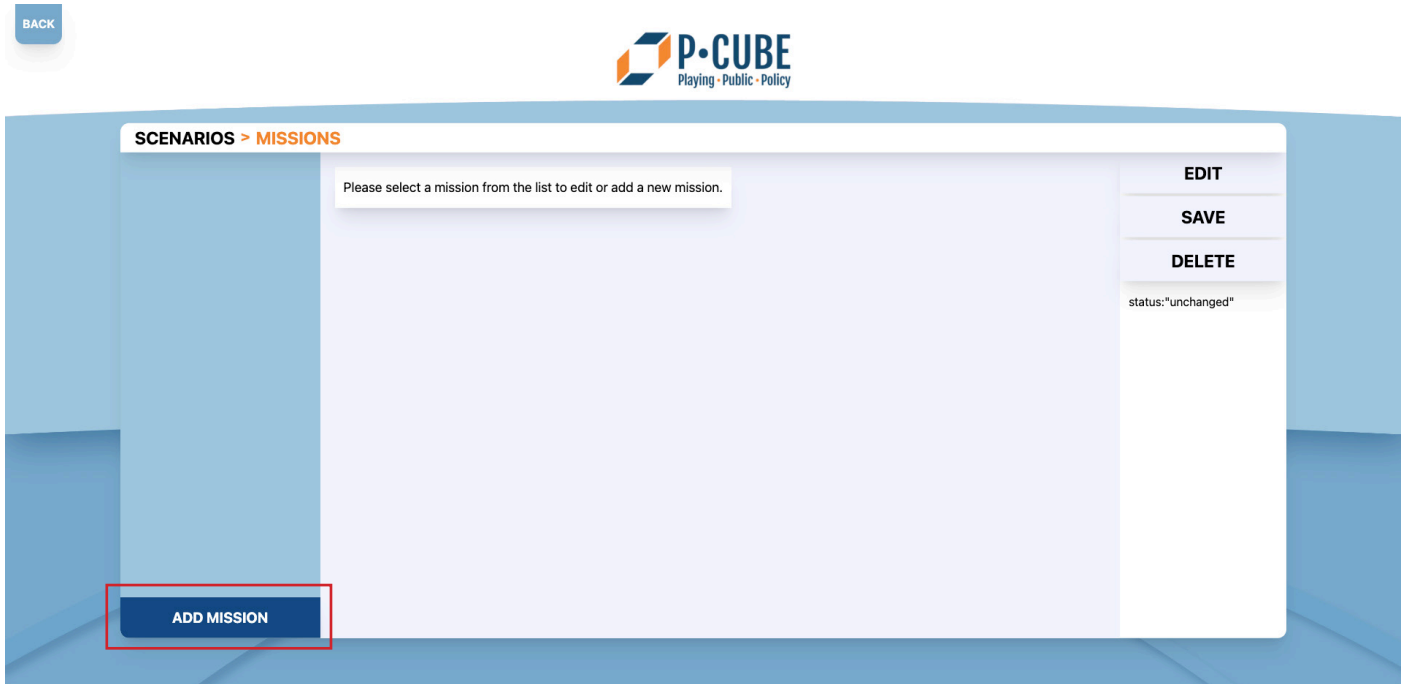 BACK
P•CUBE
Playing • Public • Policy
SCENARIOS > MISSIONS
Please select a mission from the list to edit or add a new mission.
EDIT
SAVE
DELETE
status:"unchanged"
ADD MISSION